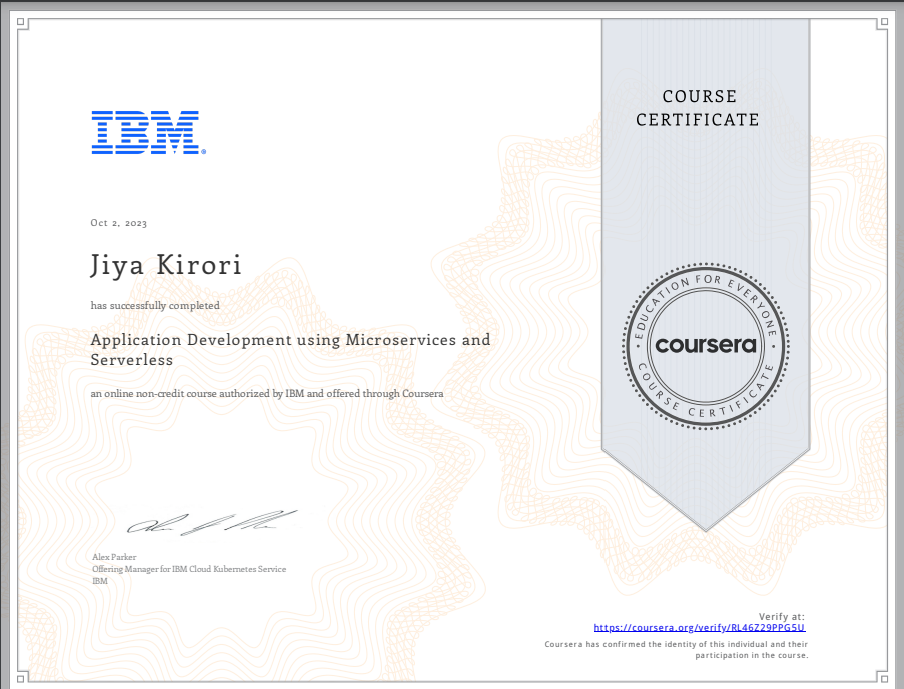 IBM®
Oct 2, 2023
Jiya Kirori
has successfully completed
Application Development using Microservices and
Serverless
an online non-credit course authorized by IBM and offered through Coursera
Alex Parker
Offering Manager for IBM Cloud Kubernetes Service
IBM
COURSE
CERTIFICATE
EDUCATION FOR EVERYONE
coursera
COURSE CERTIFICATE
Verify at:
https://coursera.org/verify/RL46Z29PPG5U
Coursera has confirmed the identity of this individual and their
participation in the course.